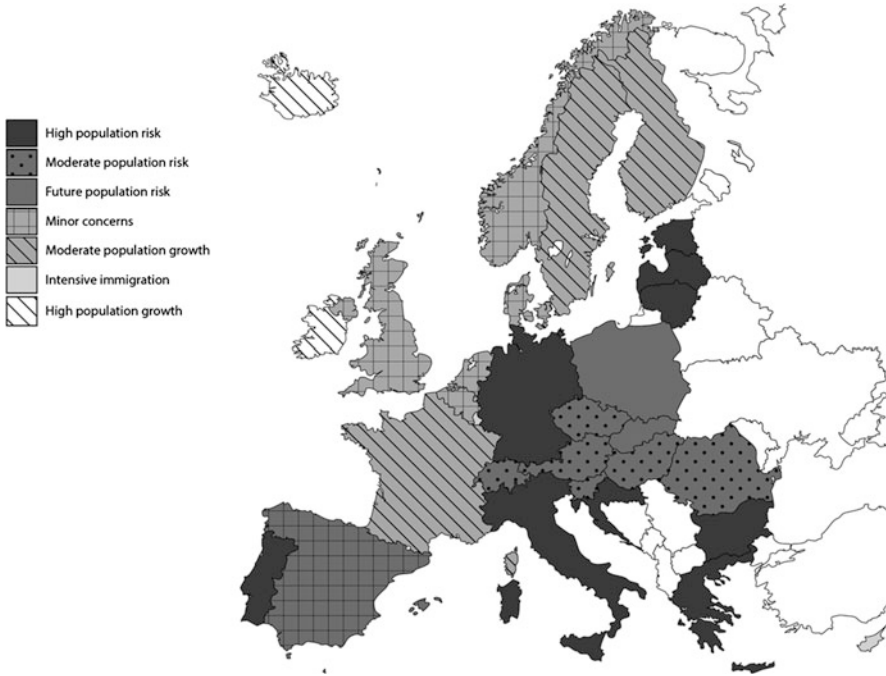 High population risk
Moderate population risk
Future population risk
Minor concerns
Moderate population growth
Intensive immigration
High population growth